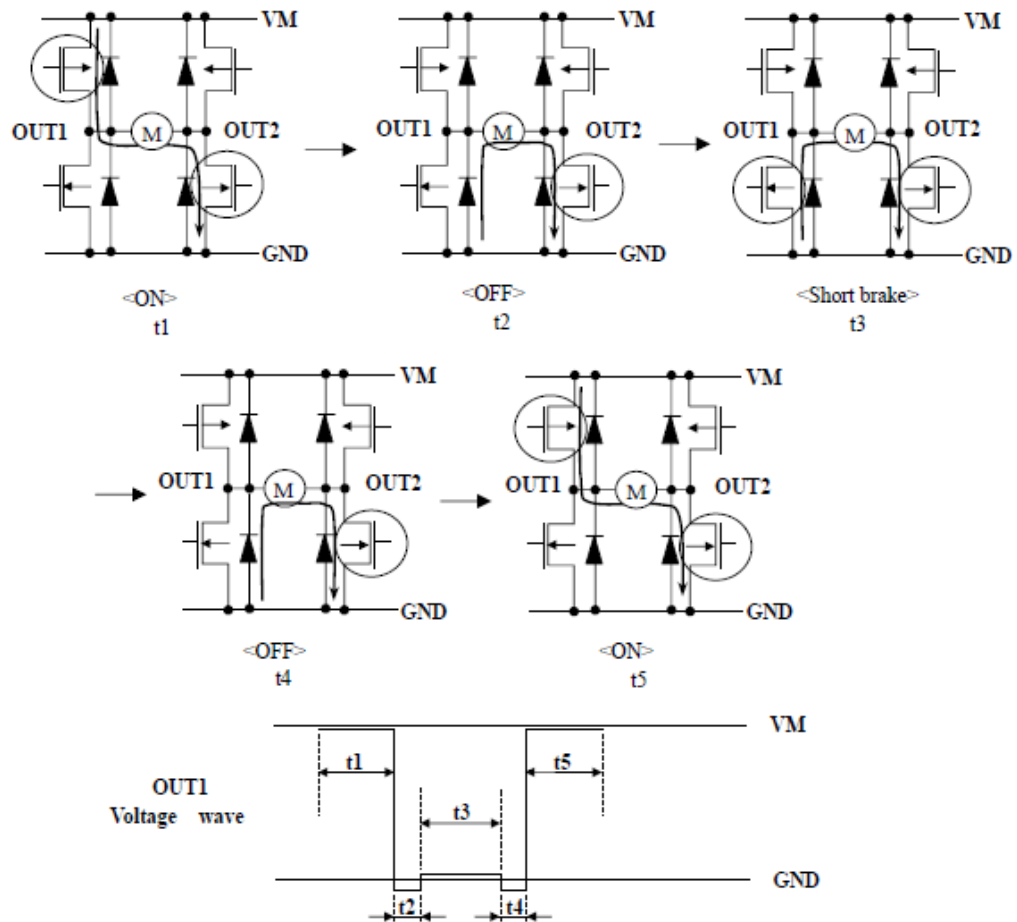 VM VM VM
OUT1 M OUT2 OUT1 M OUT2 OUT1 M OUT2
GND GND GND
<ON> <OFF> <Short brake>
t1 t2 t3
VM VM
OUT1 M OUT2 OUT1 M OUT2
GND GND
<OFF> <ON>
t4 t5
VM
t1 t5
OUT1
Voltage wave
t3
GND
t2 t4